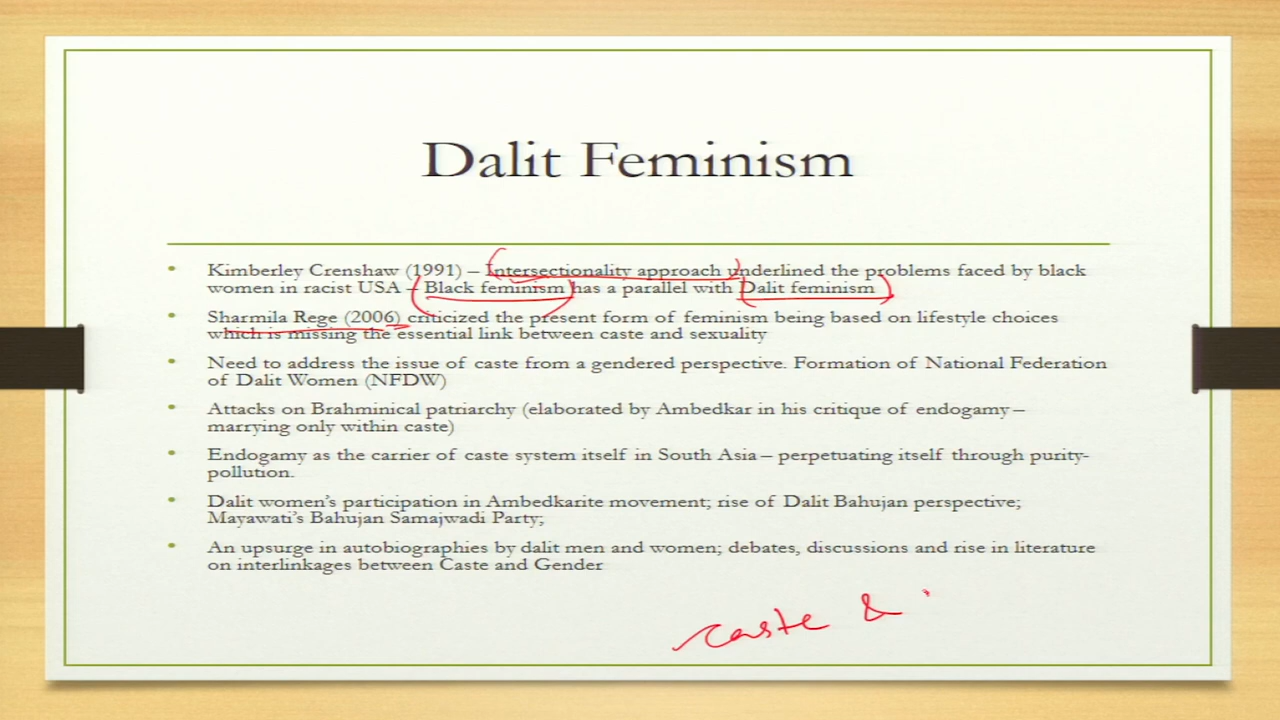 Dalit Feminism
• Kimberley Crenshaw (1991) – Intersectionality approach underlined the problems faced by black
women in racist USA – Black feminism has a parallel with Dalit feminism
• Sharmila Rege (2006) criticized the present form of feminism being based on lifestyle choices
which is missing the essential link between caste and sexuality
• Need to address the issue of caste from a gendered perspective. Formation of National Federation
of Dalit Women (NFDW)
• Attacks on Brahminical patriarchy (elaborated by Ambedkar in his critique of endogamy –
marrying only within caste)
• Endogamy as the carrier of caste system itself in South Asia – perpetuating itself through purity-
pollution.
• Dalit women's participation in Ambedkarite movement; rise of Dalit Bahujan perspective;
Mayawati's Bahujan Samajwadi Party;
• An upsurge in autobiographies by dalit men and women; debates, discussions and rise in literature
on interlinkages between Caste and Gender
caste &